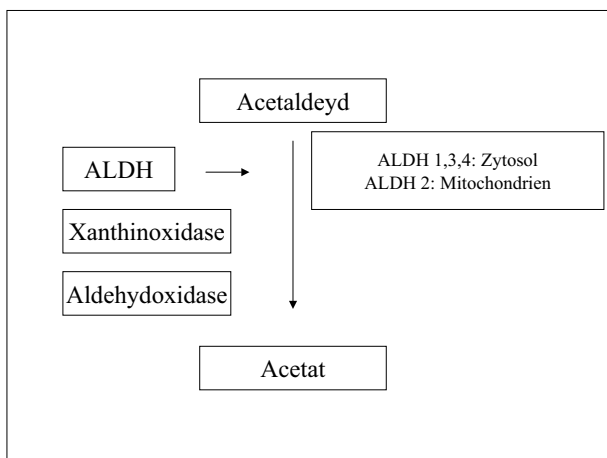 Acetaldeyd
ALDH 1,3,4: Zytosol
ALDH 2: Mitochondrien
ALDH
Xanthinoxidase
Aldehydoxidase
Acetat